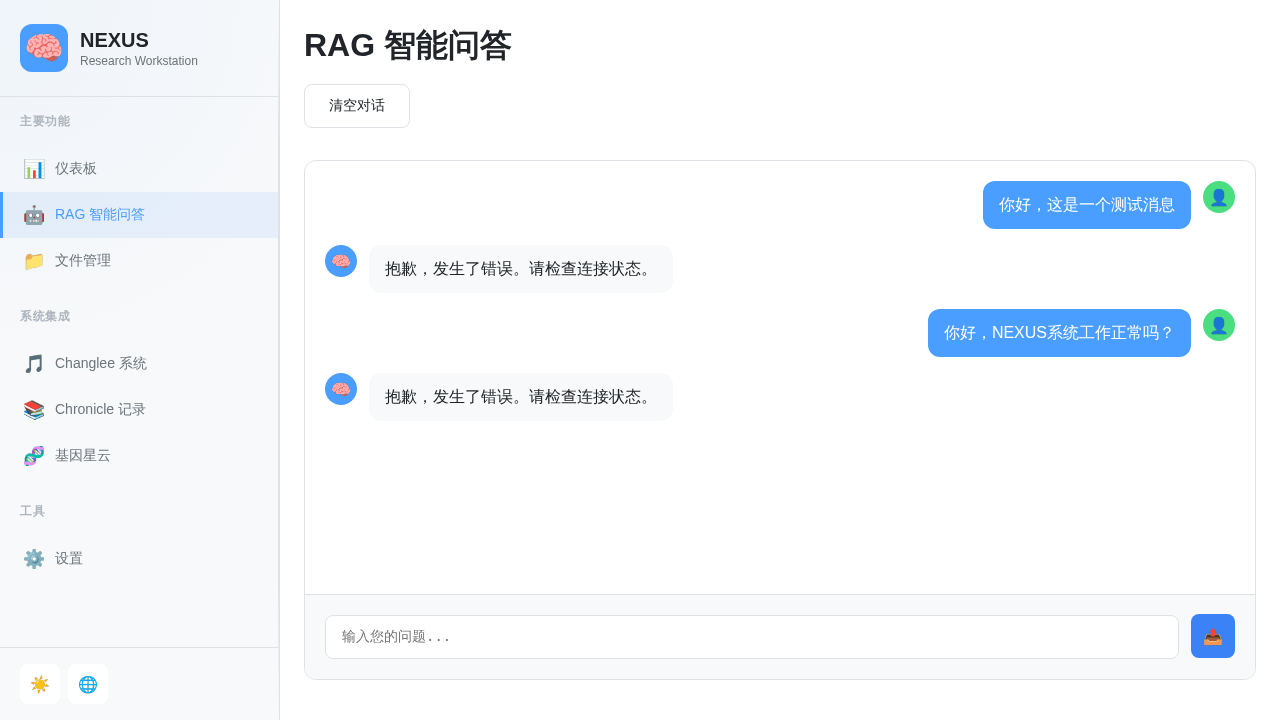 NEXUS
Research Workstation
主要功能
仪表板
RAG 智能问答
文件管理
系统集成
Changlee 系统
Chronicle 记录
基因星云
工具
设置
RAG 智能问答
清空对话
你好，这是一个测试消息
抱歉，发生了错误。请检查连接状态。
你好，NEXUS系统工作正常吗？
抱歉，发生了错误。请检查连接状态。
输入您的问题...